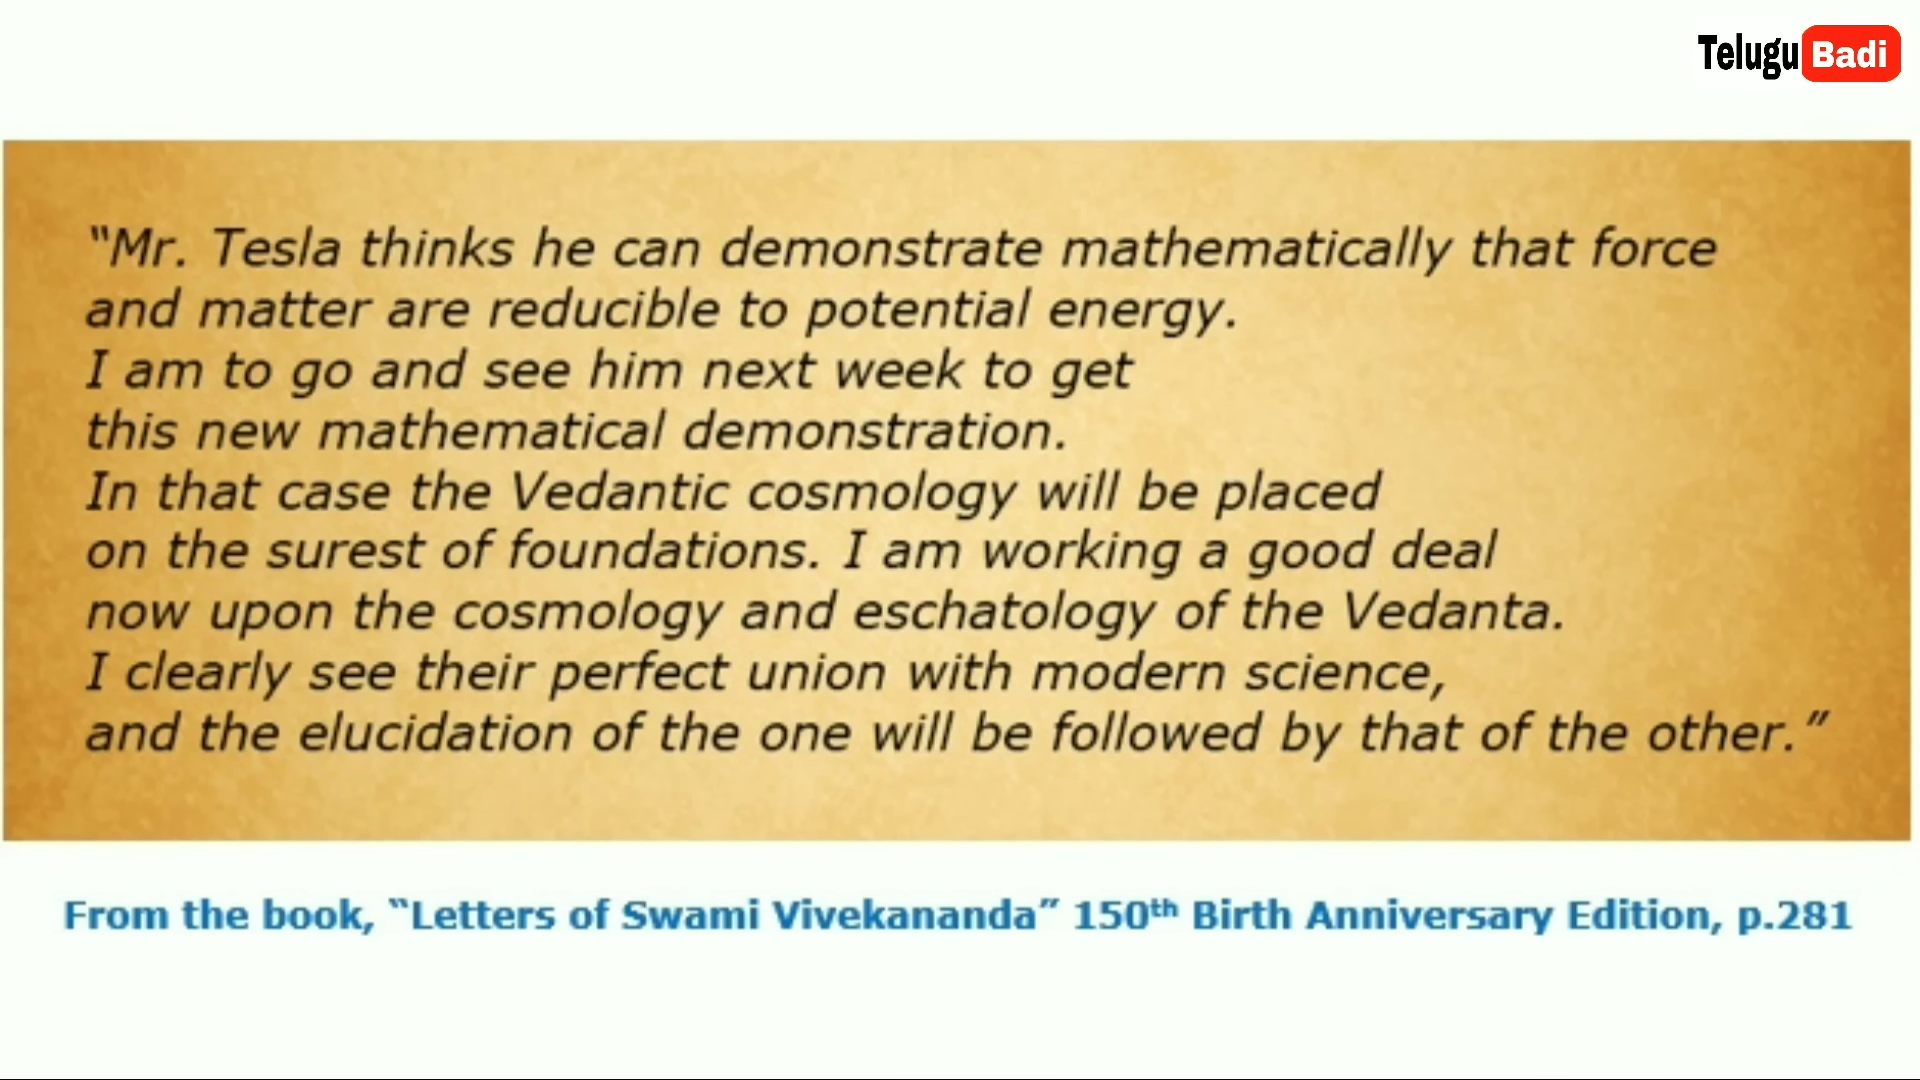 Telugu Badi
“Mr. Tesla thinks he can demonstrate mathematically that force
and matter are reducible to potential energy.
I am to go and see him next week to get
this new mathematical demonstration.
In that case the Vedantic cosmology will be placed
on the surest of foundations. I am working a good deal
now upon the cosmology and eschatology of the Vedanta.
I clearly see their perfect union with modern science,
and the elucidation of the one will be followed by that of the other.”
From the book, “Letters of Swami Vivekananda” 150th Birth Anniversary Edition, p.281